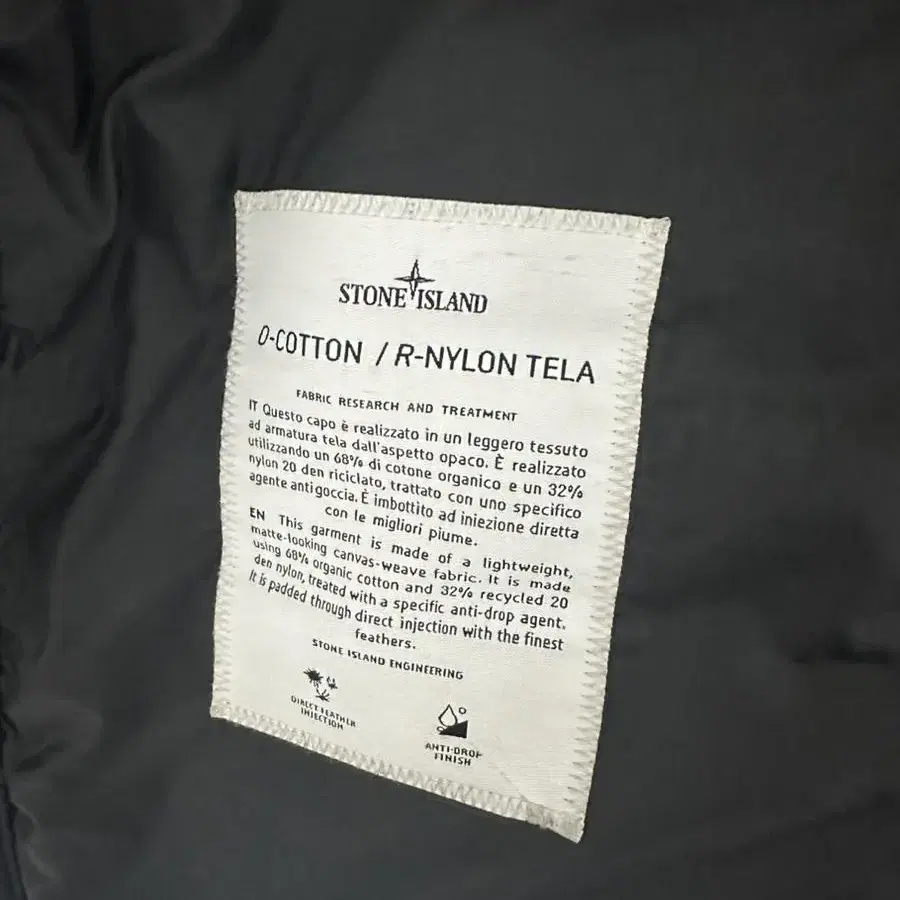 STONE ISLAND
O-COTTON / R-NYLON TELA
FABRIC RESEARCH AND TREATMENT
IT Questo capo è realizzato in un leggero tessuto
ad armatura tela dall'aspetto opaco. È realizzato
utilizzando un 68% di cotone organico e un 32%
nylon 20 den riciclato, trattato con uno specifico
agente antigoccia. È imbottito ad iniezione diretta
con le migliori piume.
EN This garment is made of a lightweight,
matte-looking canvas-weave fabric. It is made
using 68% organic cotton and 32% recycled 20
den nylon, treated with a specific anti-drop agent.
It is padded through direct injection with the finest
feathers.
STONE ISLAND ENGINEERING
DIRECT FEATHER
INJECTION
ANTI-DROP
FINISH